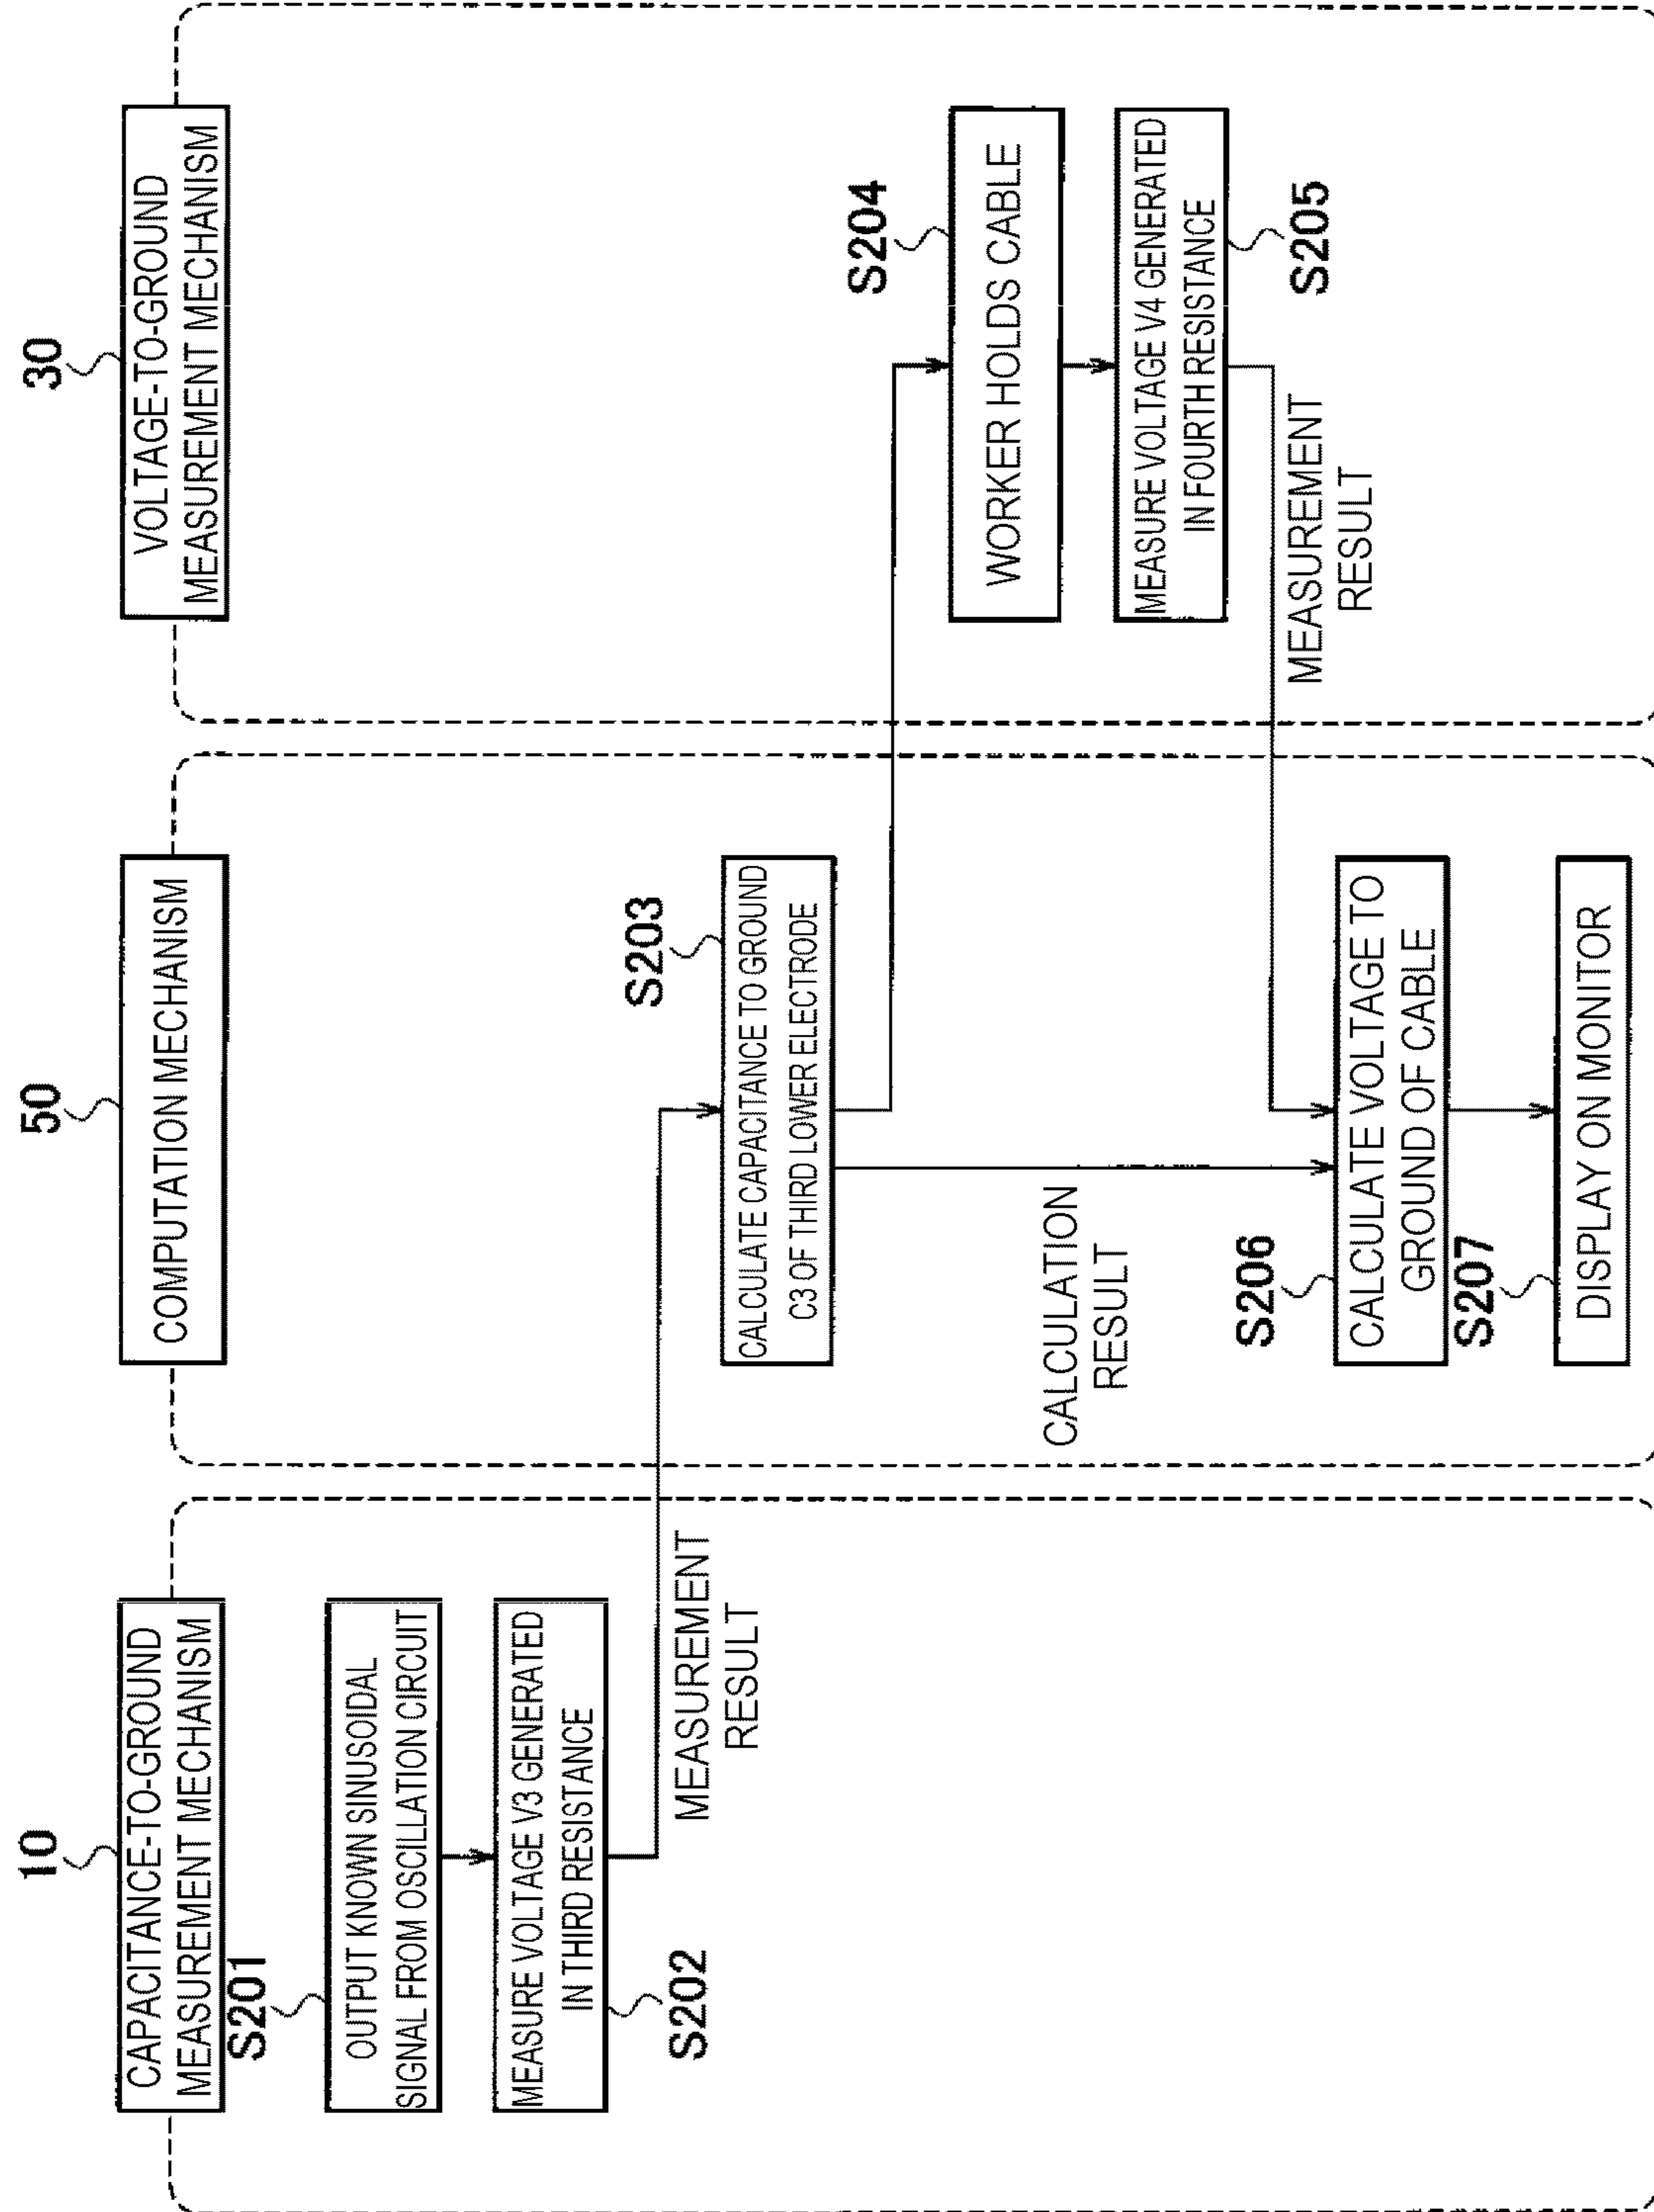 10
CAPACITANCE-TO-GROUND
MEASUREMENT MECHANISM
S201
OUTPUT KNOWN SINUSOIDAL
SIGNAL FROM OSCILLATION CIRCUIT
MEASURE VOLTAGE V3 GENERATED
IN THIRD RESISTANCE
S202
MEASUREMENT
RESULT
50
COMPUTATION MECHANISM
S203
CALCULATE CAPACITANCE TO GROUND
C3 OF THIRD LOWER ELECTRODE
CALCULATION
RESULT
30
VOLTAGE-TO-GROUND
MEASUREMENT MECHANISM
S204
WORKER HOLDS CABLE
MEASURE VOLTAGE V4 GENERATED
IN FOURTH RESISTANCE
S205
MEASUREMENT
RESULT
S206
CALCULATE VOLTAGE TO
GROUND OF CABLE
S207
DISPLAY ON MONITOR